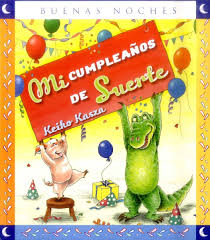 BUENAS NOCHES
Mi CUMPLEAÑOS
DE Suerte
Keiko Kasza